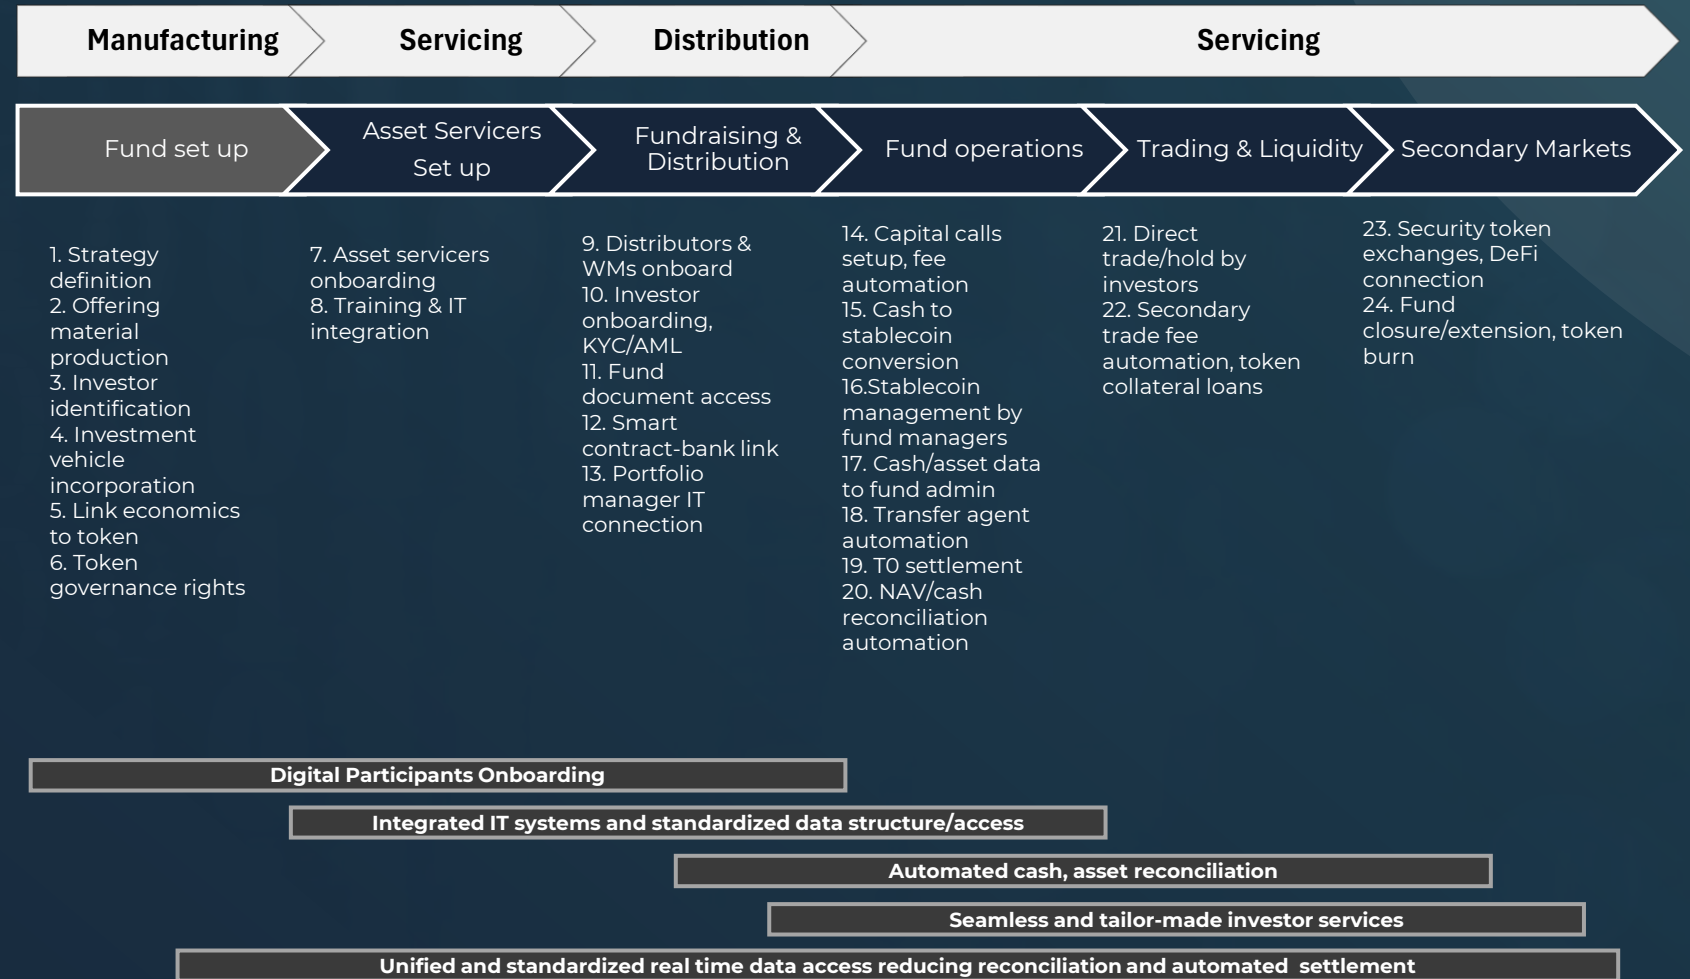 Manufacturing
Servicing
Distribution
Servicing
Fund set up
Asset Servicers
Set up
Fundraising &
Distribution
Fund operations
Trading & Liquidity
Secondary Markets
1. Strategy
definition
2. Offering
material
production
3. Investor
identification
4. Investment
vehicle
incorporation
5. Link economics
to token
6. Token
governance rights
7. Asset servicers
onboarding
8. Training & IT
integration
9. Distributors &
WMs onboard
10. Investor
onboarding,
KYC/AML
11. Fund
document access
12. Smart
contract-bank link
13. Portfolio
manager IT
connection
14. Capital calls
setup, fee
automation
15. Cash to
stablecoin
conversion
16.Stablecoin
management by
fund managers
17. Cash/asset data
to fund admin
18. Transfer agent
automation
19. T0 settlement
20. NAV/cash
reconciliation
automation
21. Direct
trade/hold by
investors
22. Secondary
trade fee
automation, token
collateral loans
23. Security token
exchanges, DeFi
connection
24. Fund
closure/extension, token
burn
Digital Participants Onboarding
Integrated IT systems and standardized data structure/access
Automated cash, asset reconciliation
Seamless and tailor-made investor services
Unified and standardized real time data access reducing reconciliation and automated  settlement